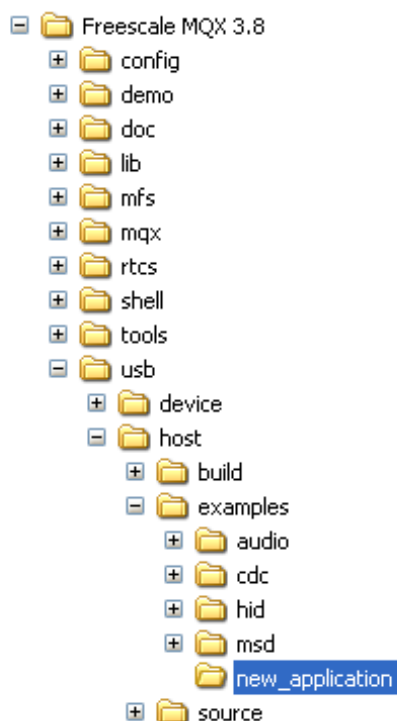 Freescale MQX 3.8
config
demo
doc
lib
mfs
mqx
rtcs
shell
tools
usb
device
host
build
examples
audio
cdc
hid
msd
new_application
source